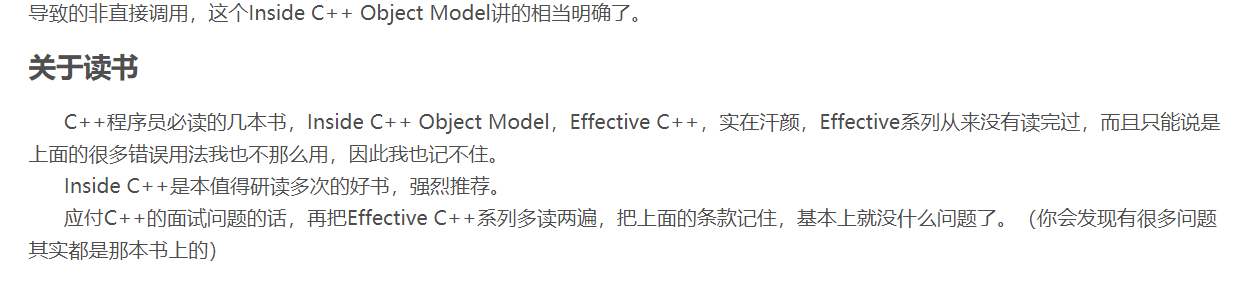 导致的非直接调用，这个Inside C++ Object Model讲的相当明确了。
关于读书
C++程序员必读的几本书，Inside C++ Object Model，Effective C++，实在汗颜，Effective系列从来没有读完过，而且只能说是
上面的很多错误用法我也不那么用，因此我也记不住。
Inside C++是本值得研读多次的好书，强烈推荐。
应付C++的面试问题的话，再把Effective C++系列多读两遍，把上面的条款记住，基本上就没什么问题了。（你会发现有很多问题
其实都是那本书上的）